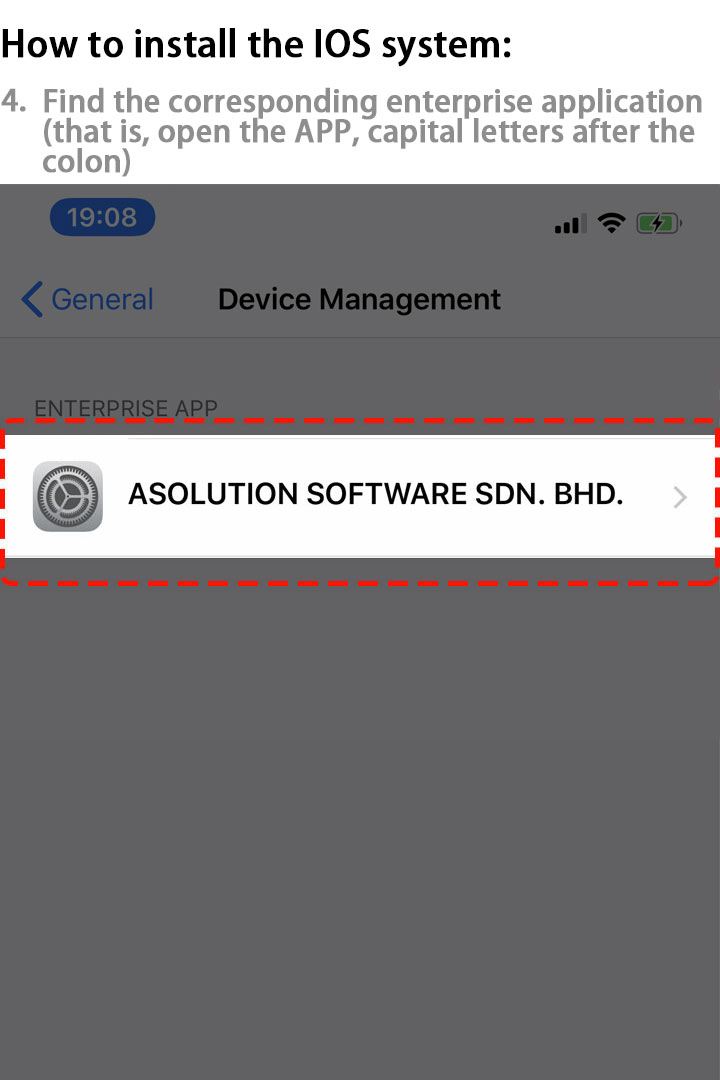 How to install the IOS system:
4. Find the corresponding enterprise application
(that is, open the APP, capital letters after the
colon)
19:08
General
Device Management
ENTERPRISE APP
ASOLUTION SOFTWARE SDN. BHD.